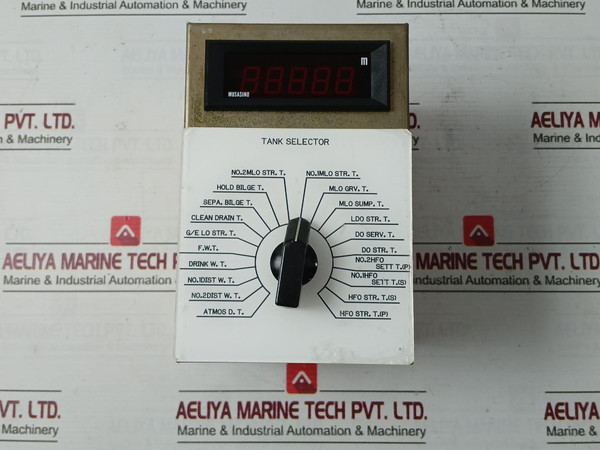 & Industrial Automation & Machinery
Marine & Industrial Automation & Machinery
PVT. LTD.
& Machinery
AELIYA M
Marine & Indu
m
MUSASINO
TANK SELECTOR
NO.2MLO STR. T.
NO.1MLO STR. T.
HOLD BILGE T.
MLO GRV. T.
SEPA. BILGE T.
MLO SUMP. T.
CLEAN DRAIN T.
LDO STR. T.
G/E LO STR. T.
DO SERV. T.
F.W.T.
DO STR. T.
DRINK W. T.
NO.2HFO
SETT T.(P)
NO.1DIST W. T.
NO.1HFO
SETT T.(S)
NO.2DIST W. T.
HFO STR. T.(S)
ATMOS D. T.
HFO STR. T.(P)
AELIYA MARINE TECH PVT. LTD.
Marine & Industrial Automation & Machinery
AELIYA MARINE TECH PVT. LTD.
Marine & Industrial Automation & Machinery
PVT. LTD.
& Machinery
AELIYA MARINE TECH PVT. LTD.
Marine & Industrial Automation & Machinery
AELIYA
Marine & Indu